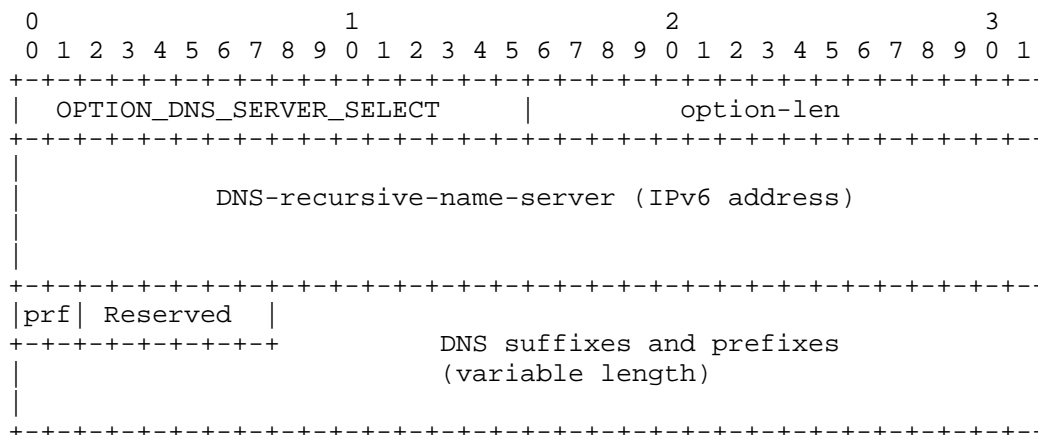 0                   1                   2                   3
 0 1 2 3 4 5 6 7 8 9 0 1 2 3 4 5 6 7 8 9 0 1 2 3 4 5 6 7 8 9 0 1
+-+-+-+-+-+-+-+-+-+-+-+-+-+-+-+-+-+-+-+-+-+-+-+-+-+-+-+-+-+-+-+--
|  OPTION_DNS_SERVER_SELECT     |         option-len
+-+-+-+-+-+-+-+-+-+-+-+-+-+-+-+-+-+-+-+-+-+-+-+-+-+-+-+-+-+-+-+--
|
|            DNS-recursive-name-server (IPv6 address)
|
|
+-+-+-+-+-+-+-+-+-+-+-+-+-+-+-+-+-+-+-+-+-+-+-+-+-+-+-+-+-+-+-+--
|prf| Reserved  |
+-+-+-+-+-+-+-+-+          DNS suffixes and prefixes
|                          (variable length)
|
+-+-+-+-+-+-+-+-+-+-+-+-+-+-+-+-+-+-+-+-+-+-+-+-+-+-+-+-+-+-+-+--